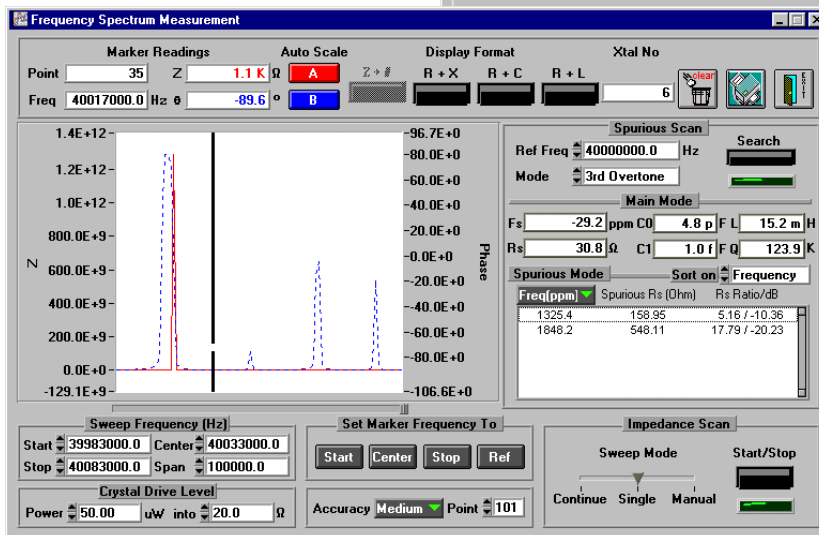 Frequency Spectrum Measurement
Marker Readings Auto Scale Display Format Xtal No
Point 35 Z 1.1 K Ω A Z→# R + X R + C R + L 6 clear EXIT
Freq 40017000.0 Hz θ -89.6 ° B
1.4E+12 96.7E+0
1.2E+12 80.0E+0
1.0E+12 60.0E+0
800.0E+9 40.0E+0
600.0E+9 20.0E+0
400.0E+9 -0.0E+0
200.0E+9 -20.0E+0
0.0E+0 -40.0E+0
-129.1E+9 -60.0E+0
-80.0E+0
-106.6E+0
Z
Phase
Spurious Scan
Ref Freq 40000000.0 Hz Search
Mode 3rd Overtone
Main Mode
Fs -29.2 ppm C0 4.8 p F L 15.2 m H
Rs 30.8 Ω C1 1.0 f F Q 123.9 K
Spurious Mode Sort on Frequency
Freq[ppm] Spurious Rs (Ohm) Rs Ratio/dB
1325.4 158.95 5.16 / -10.36
1848.2 548.11 17.79 / -20.23
Sweep Frequency (Hz)
Start 39983000.0 Center 40033000.0
Stop 40083000.0 Span 100000.0
Crystal Drive Level
Power 50.00 uW into 20.0 Ω
Set Marker Frequency To
Start Center Stop Ref
Accuracy Medium Point 101
Impedance Scan
Sweep Mode Start/Stop
Continue Single Manual